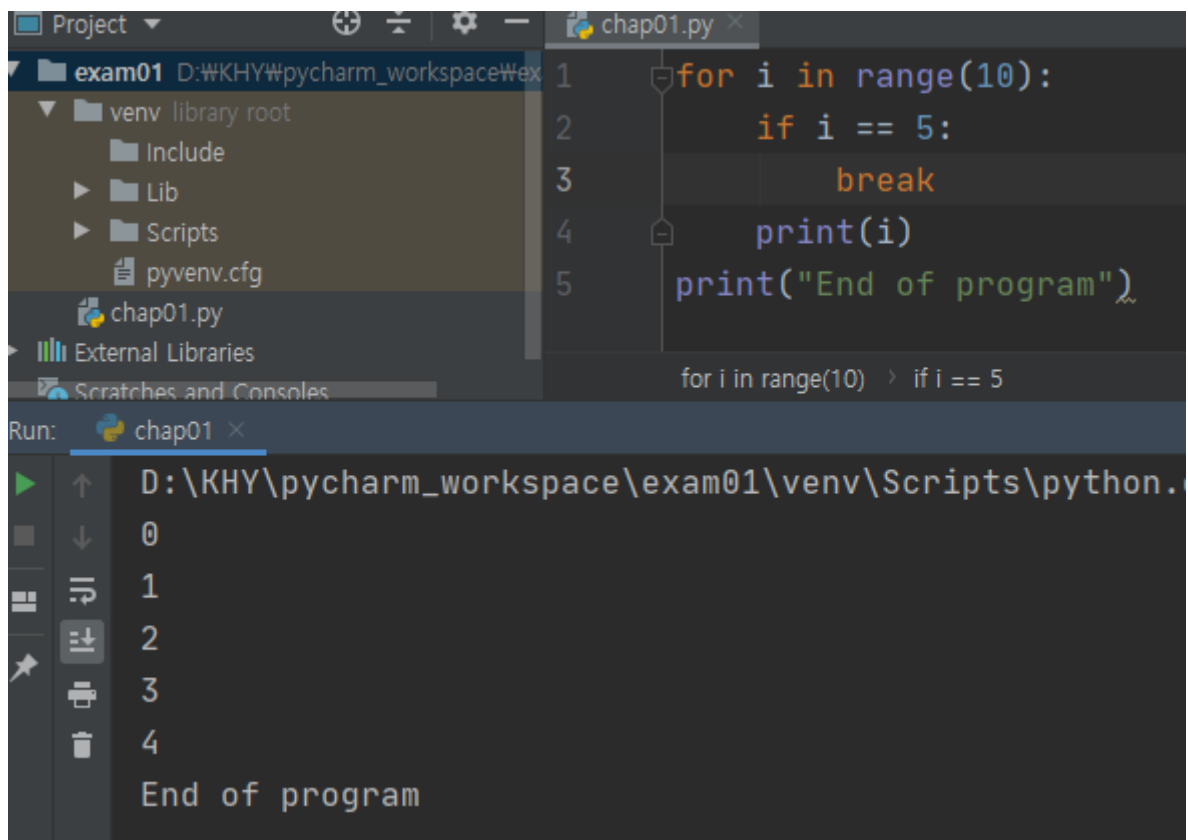 Project
chap01.py
exam01 D:₩KHY₩pycharm_workspace₩ex
venv library root
Include
Lib
Scripts
pyvenv.cfg
chap01.py
External Libraries
Scratches and Consoles
1 for i in range(10):
2 if i == 5:
3 break
4 print(i)
5 print("End of program")
for i in range(10) › if i == 5
Run: chap01
D:\KHY\pycharm_workspace\exam01\venv\Scripts\python.
0
1
2
3
4
End of program